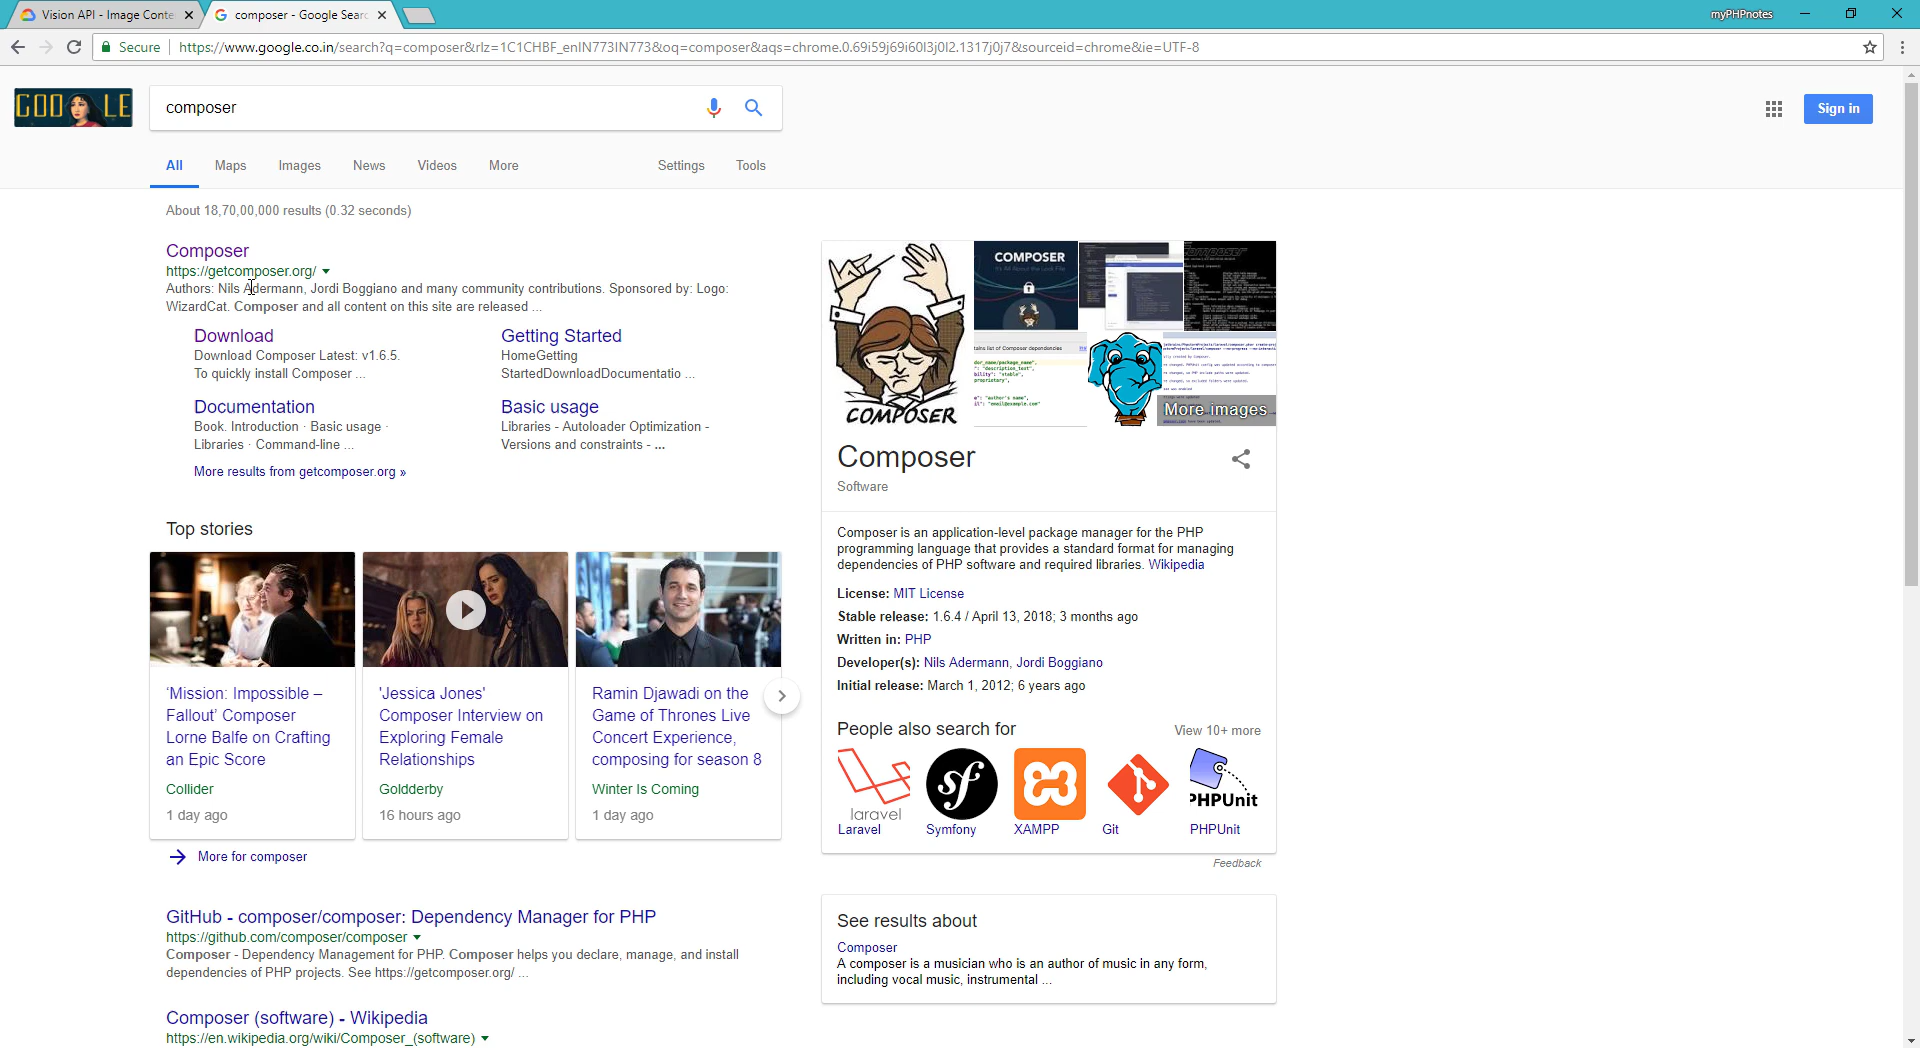 Vision API - Image Conte
composer - Google Searc
myPHPnotes
Secure
https://www.google.co.in/search?q=composer&rlz=1C1CHBF_enIN773IN773&oq=composer&aqs=chrome.0.69i59j69i60l3j0l2.1317j0j7&sourceid=chrome&ie=UTF-8
GOO LE
composer
Sign in
All
Maps
Images
News
Videos
More
Settings
Tools
About 18,70,00,000 results (0.32 seconds)
Composer
https://getcomposer.org/
Authors: Nils Adermann, Jordi Boggiano and many community contributions. Sponsored by: Logo:
WizardCat. Composer and all content on this site are released ...
Download
Download Composer Latest: v1.6.5.
To quickly install Composer ...
Getting Started
HomeGetting
StartedDownloadDocumentatio ...
Documentation
Book. Introduction · Basic usage ·
Libraries · Command-line ...
Basic usage
Libraries - Autoloader Optimization -
Versions and constraints - ...
More results from getcomposer.org »
Top stories
'Mission: Impossible –
Fallout' Composer
Lorne Balfe on Crafting
an Epic Score
Collider
1 day ago
'Jessica Jones'
Composer Interview on
Exploring Female
Relationships
Goldderby
16 hours ago
Ramin Djawadi on the
Game of Thrones Live
Concert Experience,
composing for season 8
Winter Is Coming
1 day ago
More for composer
GitHub - composer/composer: Dependency Manager for PHP
https://github.com/composer/composer
Composer - Dependency Management for PHP. Composer helps you declare, manage, and install
dependencies of PHP projects. See https://getcomposer.org/ ...
Composer (software) - Wikipedia
https://en.wikipedia.org/wiki/Composer_(software)
COMPOSER
COMPOSER
It's All About the Lock File
More images
Composer
Software
Composer is an application-level package manager for the PHP
programming language that provides a standard format for managing
dependencies of PHP software and required libraries. Wikipedia
License: MIT License
Stable release: 1.6.4 / April 13, 2018; 3 months ago
Written in: PHP
Developer(s): Nils Adermann, Jordi Boggiano
Initial release: March 1, 2012; 6 years ago
People also search for
View 10+ more
laravel
PHPUnit
Laravel
Symfony
XAMPP
Git
PHPUnit
Feedback
See results about
Composer
A composer is a musician who is an author of music in any form,
including vocal music, instrumental ...